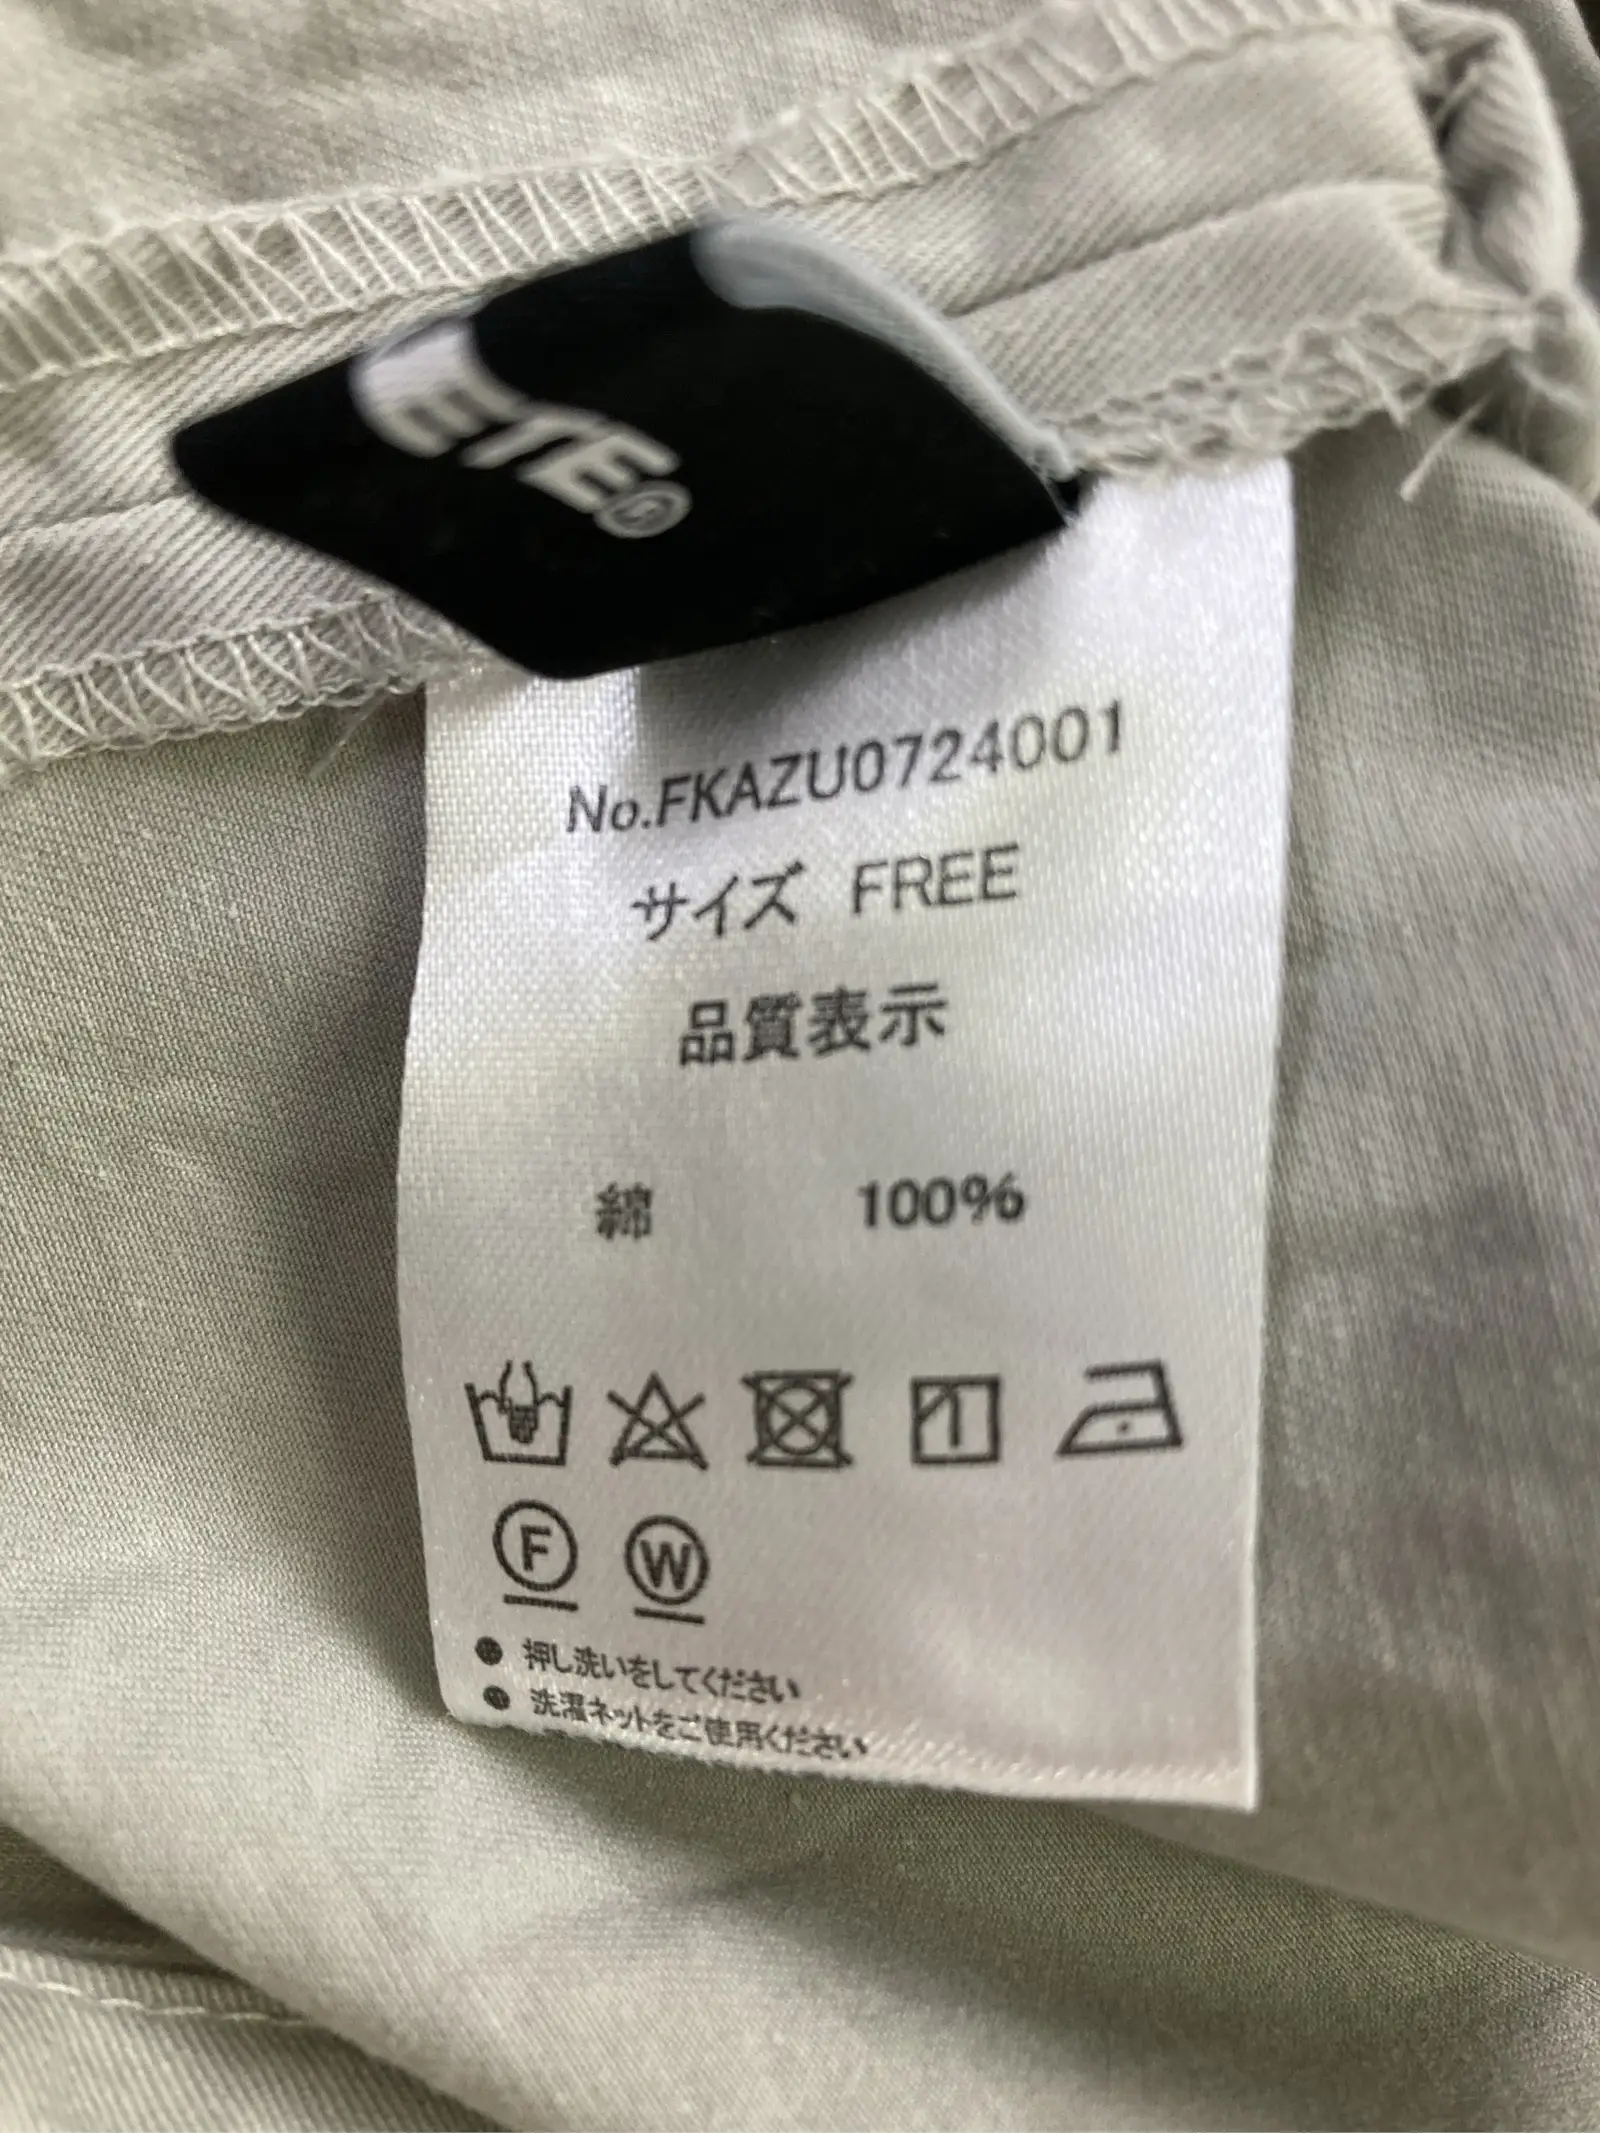 ETE®
No.FKAZU0724001
サイズ FREE
品質表示
綿 100%
F W
● 押し洗いをしてください
● 洗濯ネットをご使用ください